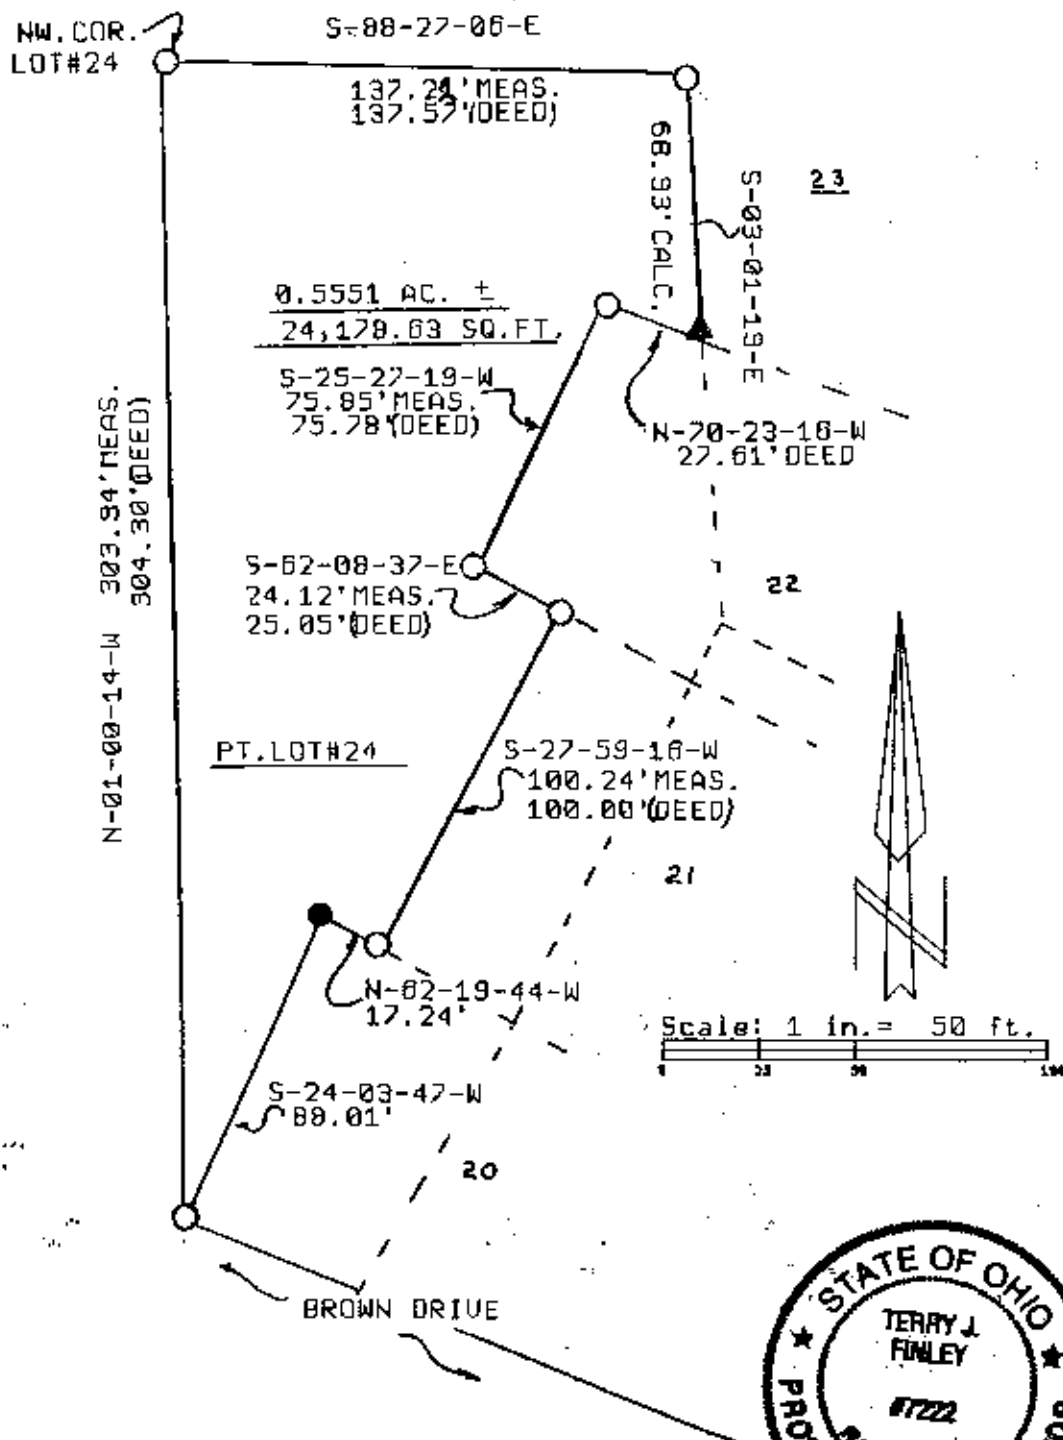 NW. COR.
LOT#24
S-88-27-06-E
137.24' MEAS.
137.57' (DEED)
68.93' CALC.
S-03-01-19-E
23
0.5551 AC. ±
24,179.63 SQ.FT.
S-25-27-19-W
75.85' MEAS.
75.78' (DEED)
N-70-23-16-W
27.61' DEED
N-01-00-14-W 303.94' MEAS.
304.30' (DEED)
S-62-08-37-E
24.12' MEAS.
25.05' (DEED)
22
PT.LOT#24
S-27-59-16-W
100.24' MEAS.
100.00' (DEED)
21
N-62-19-44-W
17.24'
Scale: 1 in.= 50 ft.
S-24-03-47-W
20
BROWN DRIVE
STATE OF OHIO
TERRY J.
FINLEY
#7222